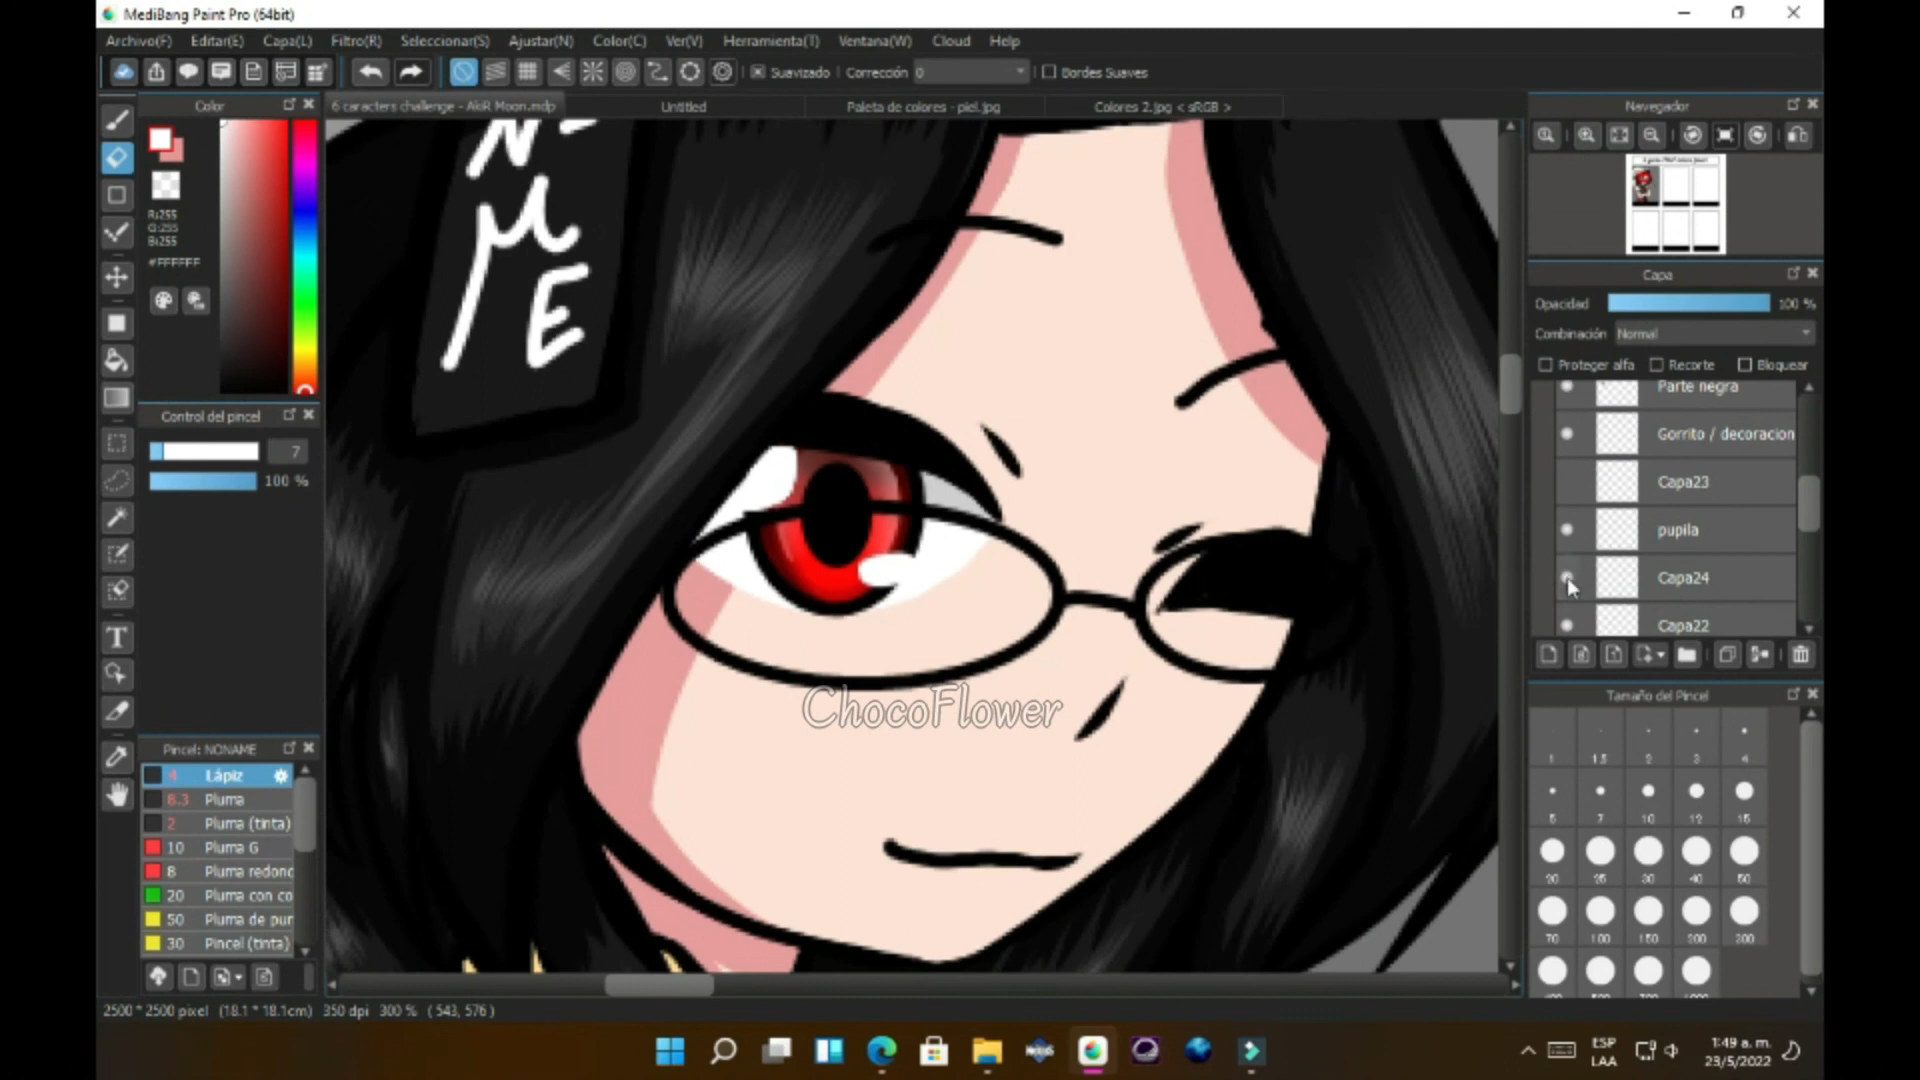 MediBang Paint Pro (64bit)
Archivo(F) Editar(E) Capa(L) Filtro(R) Seleccionar(S) Ajustar(N) Color(C) Ver(V) Herramienta(T) Ventana(W) Cloud Help
Suavizado Corrección 0 Bordes Suaves
Color
6 caracters challenge - AkiR Moon.mdp Untitled Paleta de colores - piel.jpg Colores 2.jpg < sRGB >
Navegador
R:255
G:255
B:255
#FFFFFF
N-
M
E
Capa
Opacidad 100 %
Combinación Normal
Proteger alfa Recorte Bloquear
Parte negra
Gorrito / decoracion
Capa23
pupila
Capa24
Capa22
Control del pincel
7
100 %
ChocoFlower
Tamaño del Pincel
1 1.5 2 3 4
5 7 10 12 15
20 25 30 40 50
70 100 150 200 300
Pincel: NONAME
4 Lápiz
8.3 Pluma
2 Pluma (tinta)
10 Pluma G
8 Pluma redond
20 Pluma con co
50 Pluma de pur
30 Pincel (tinta)
2500 * 2500 pixel (18.1 * 18.1cm) 350 dpi 300 % ( 543, 576 )
ESP
LAA
1:49 a. m.
23/5/2022